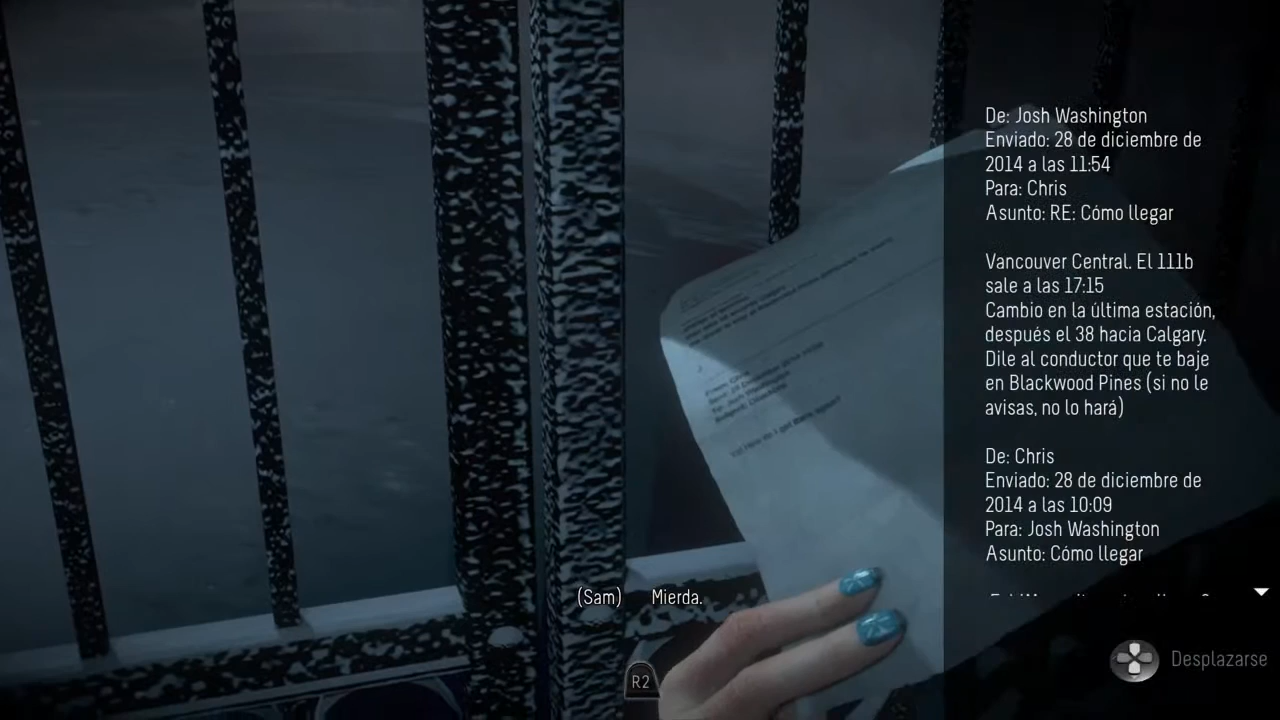 De: Josh Washington
Enviado: 28 de diciembre de
2014 a las 11:54
Para: Chris
Asunto: RE: Cómo llegar
Vancouver Central. El 111b
sale a las 17:15
Cambio en la última estación,
después el 38 hacia Calgary.
Dile al conductor que te baje
en Blackwood Pines (si no le
avisas, no lo hará)
De: Chris
Enviado: 28 de diciembre de
2014 a las 10:09
Para: Josh Washington
Asunto: Cómo llegar
(Sam) Mierda.
R2
Desplazarse